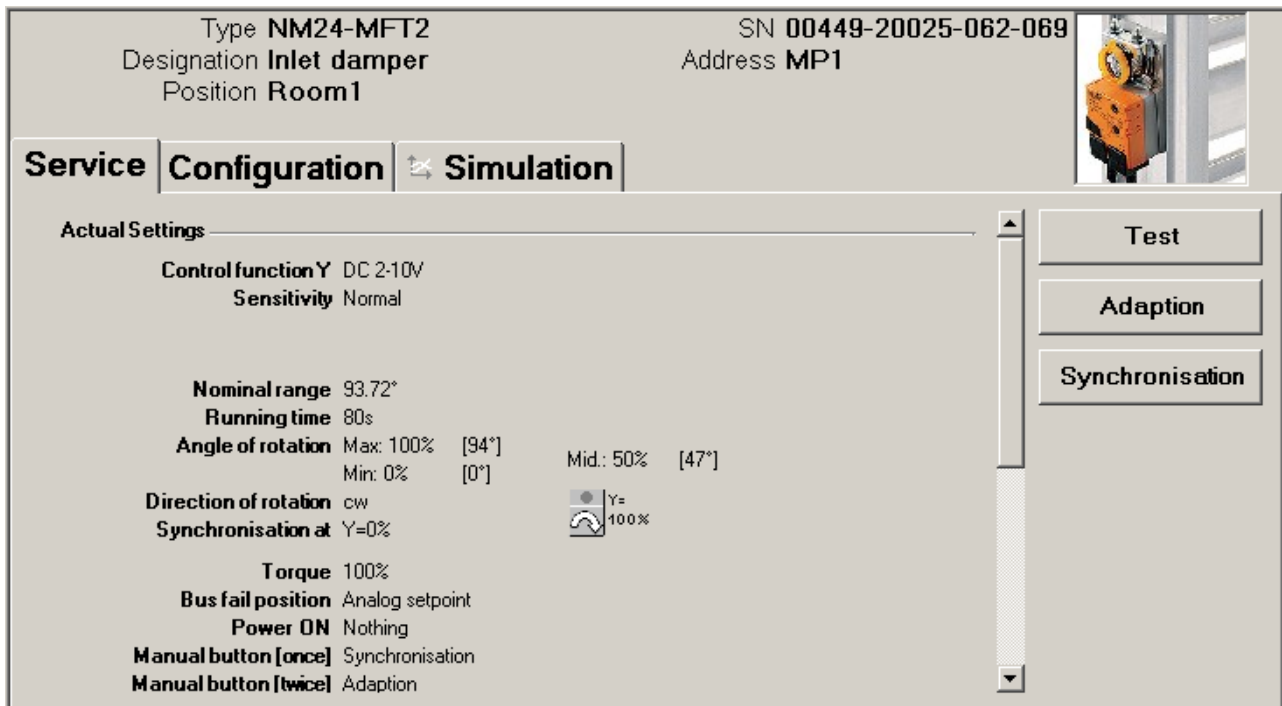 Type NM24-MFT2
SN 00449-20025-062-069
Designation Inlet damper
Address MP1
Position Room1
Service
Configuration
Simulation
Actual Settings
Test
Adaption
Synchronisation
Control function Y DC 2-10V
Sensitivity Normal
Nominal range 93.72°
Running time 80s
Angle of rotation Max: 100% [94°]
Mid.: 50% [47°]
Min: 0% [0°]
Direction of rotation cw
Y=
100%
Synchronisation at Y=0%
Torque 100%
Bus fail position Analog setpoint
Power ON Nothing
Manual button [once] Synchronisation
Manual button [twice] Adaption